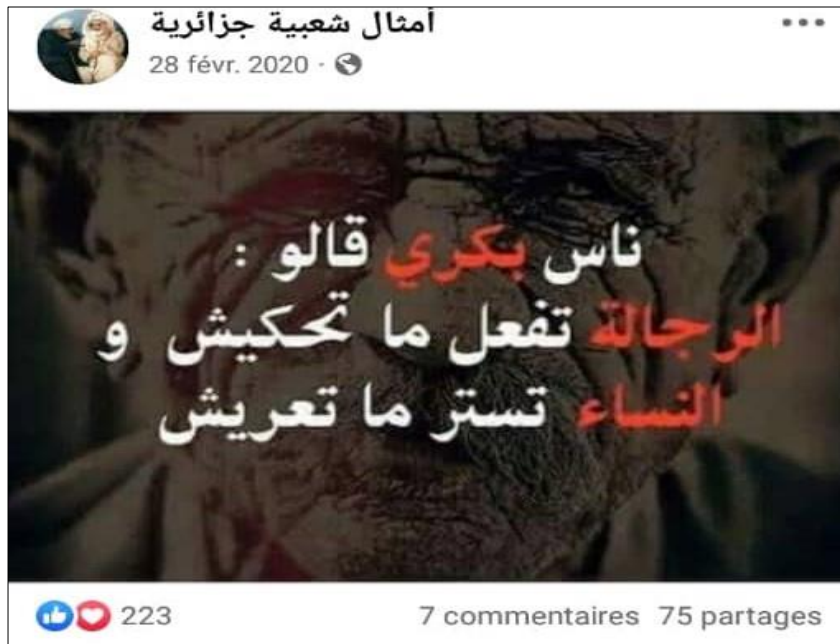 أمثال شعبية جزائرية
28 févr. 2020
ناس بكري قالو :
الرجالة تفعل ما تحكيش و
النساء تستر ما تعريش
223
7 commentaires 75 partages